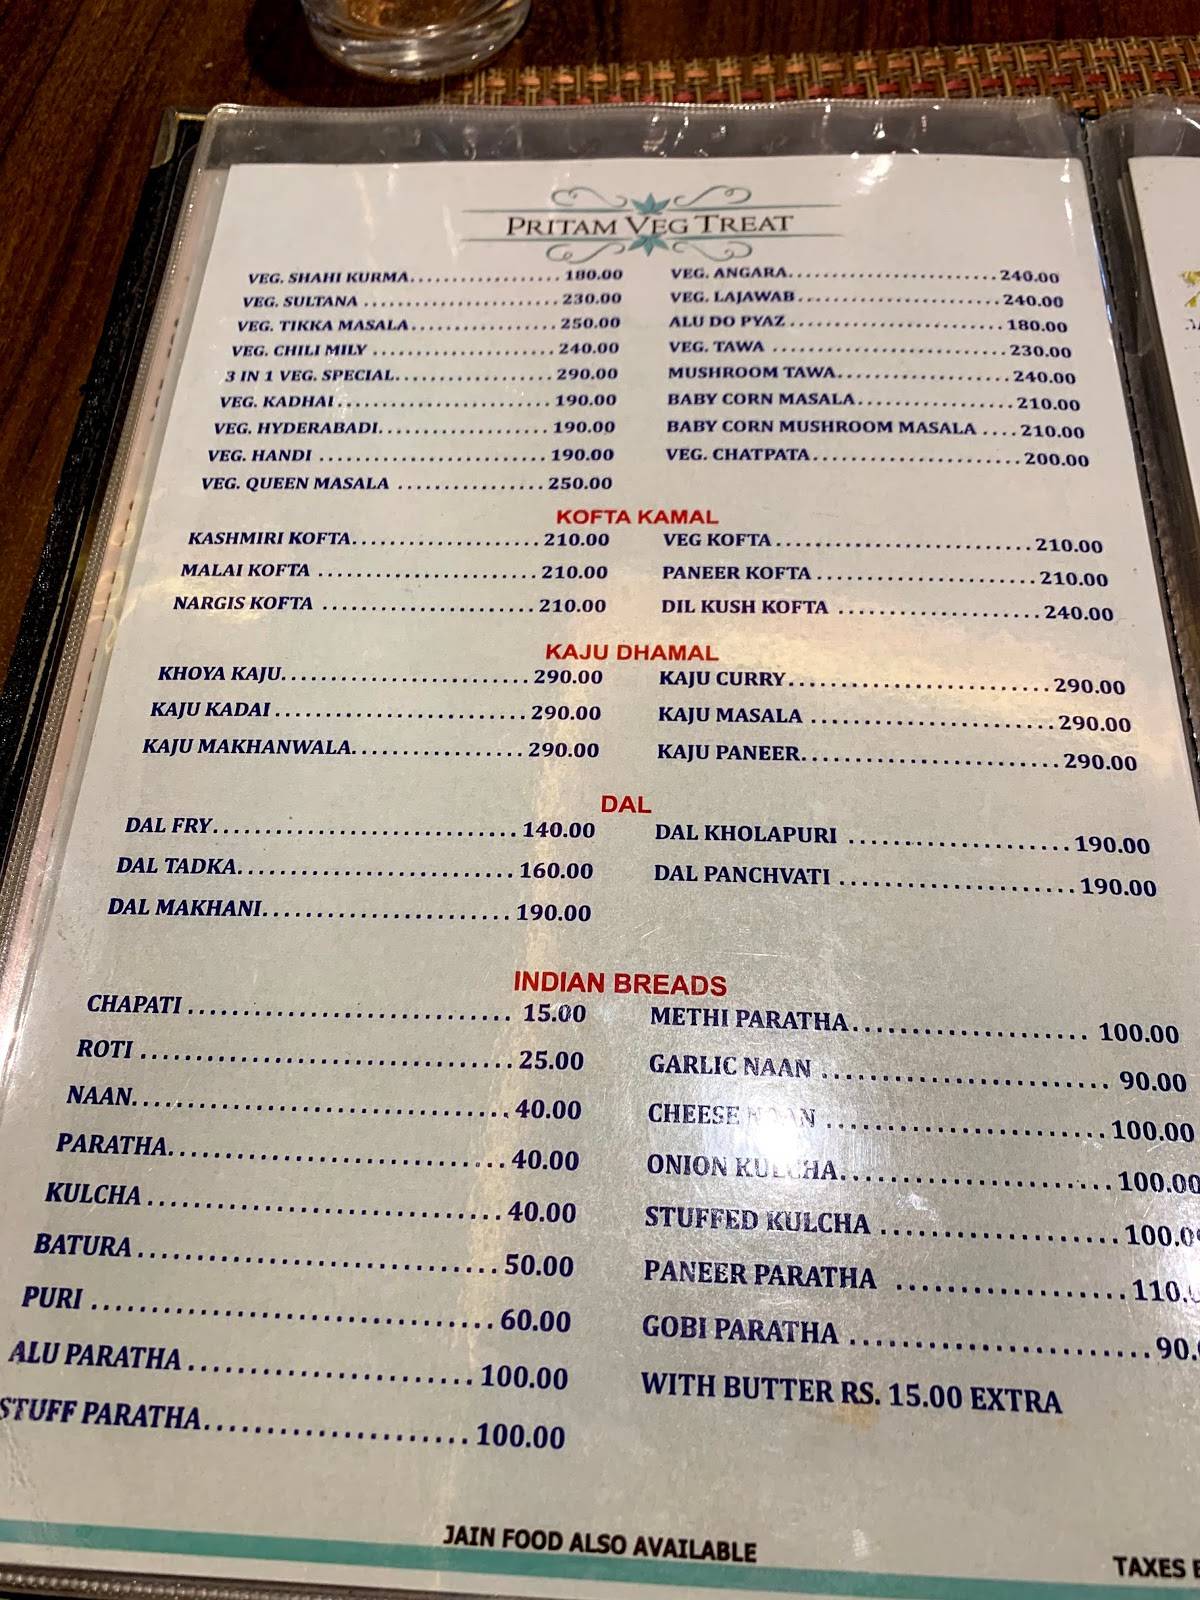 PRITAM VEG TREAT
VEG. SHAHI KURMA..................180.00
VEG. SULTANA ....................230.00
VEG. TIKKA MASALA.................250.00
VEG. CHILI MILY ......................240.00
3 IN 1 VEG. SPECIAL...................290.00
VEG. KADHAI..........................190.00
VEG. HYDERABADI....................190.00
VEG. HANDI ...........................190.00
VEG. QUEEN MASALA .................250.00
VEG. ANGARA.........................240.00
VEG. LAJAWAB........................240.00
ALU DO PYAZ..........................180.00
VEG. TAWA ............................230.00
MUSHROOM TAWA.....................240.00
BABY CORN MASALA..................210.00
BABY CORN MUSHROOM MASALA ....210.00
VEG. CHATPATA.........................200.00
KOFTA KAMAL
KASHMIRI KOFTA......................210.00
MALAI KOFTA .........................210.00
NARGIS KOFTA ........................210.00
VEG KOFTA.............................210.00
PANEER KOFTA.........................210.00
DIL KUSH KOFTA .......................240.00
KAJU DHAMAL
KHOYA KAJU...........................290.00
KAJU KADAI............................290.00
KAJU MAKHANWALA..................290.00
KAJU CURRY............................290.00
KAJU MASALA ..........................290.00
KAJU PANEER...........................290.00
DAL
DAL FRY................................140.00
DAL TADKA.............................160.00
DAL MAKHANI.........................190.00
DAL KHOLAPURI .......................190.00
DAL PANCHVATI .......................190.00
INDIAN BREADS
CHAPATI............................... 15.00
ROTI ...................................25.00
NAAN...................................40.00
PARATHA...............................40.00
KULCHA................................40.00
BATURA................................50.00
PURI ...................................60.00
ALU PARATHA.........................100.00
STUFF PARATHA.....................100.00
METHI PARATHA..................... 100.00
GARLIC NAAN .......................... 90.00
CHEESE NAAN ........................100.00
ONION KULCHA.......................100.00
STUFFED KULCHA ....................100.0
PANEER PARATHA ...................110.
GOBI PARATHA .......................90.
WITH BUTTER RS. 15.00 EXTRA
JAIN FOOD ALSO AVAILABLE
TAXES